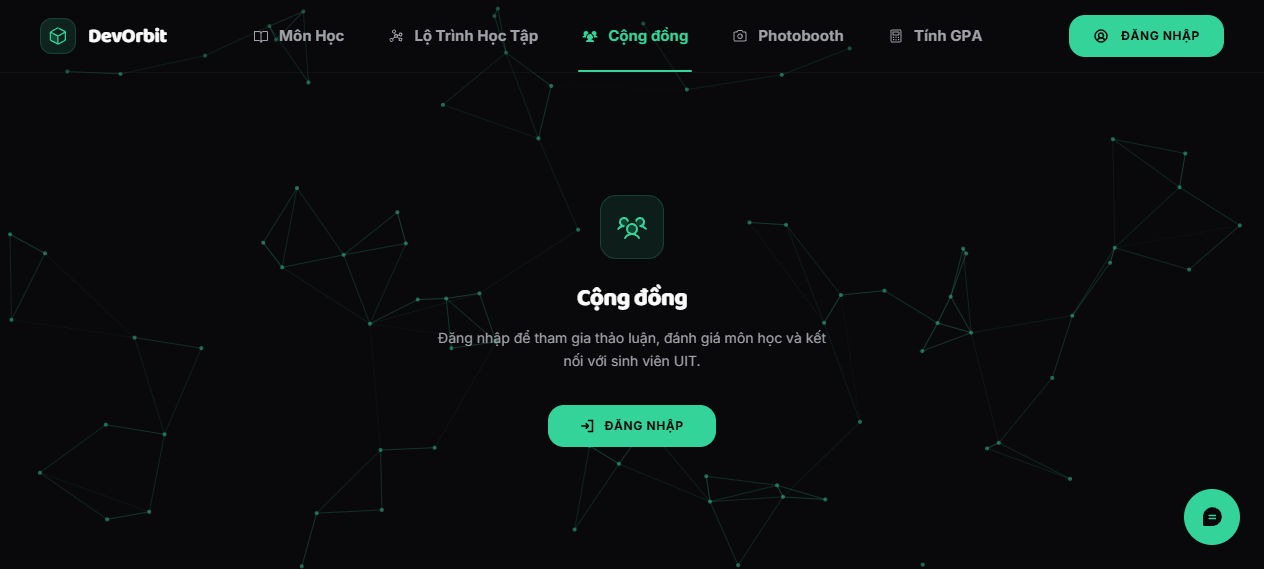 DevOrbit
Môn Học
Lộ Trình Học Tập
Cộng đồng
Photobooth
Tính GPA
ĐĂNG NHẬP
Cộng đồng
Đăng nhập để tham gia thảo luận, đánh giá môn học và kết
nối với sinh viên UIT.
ĐĂNG NHẬP